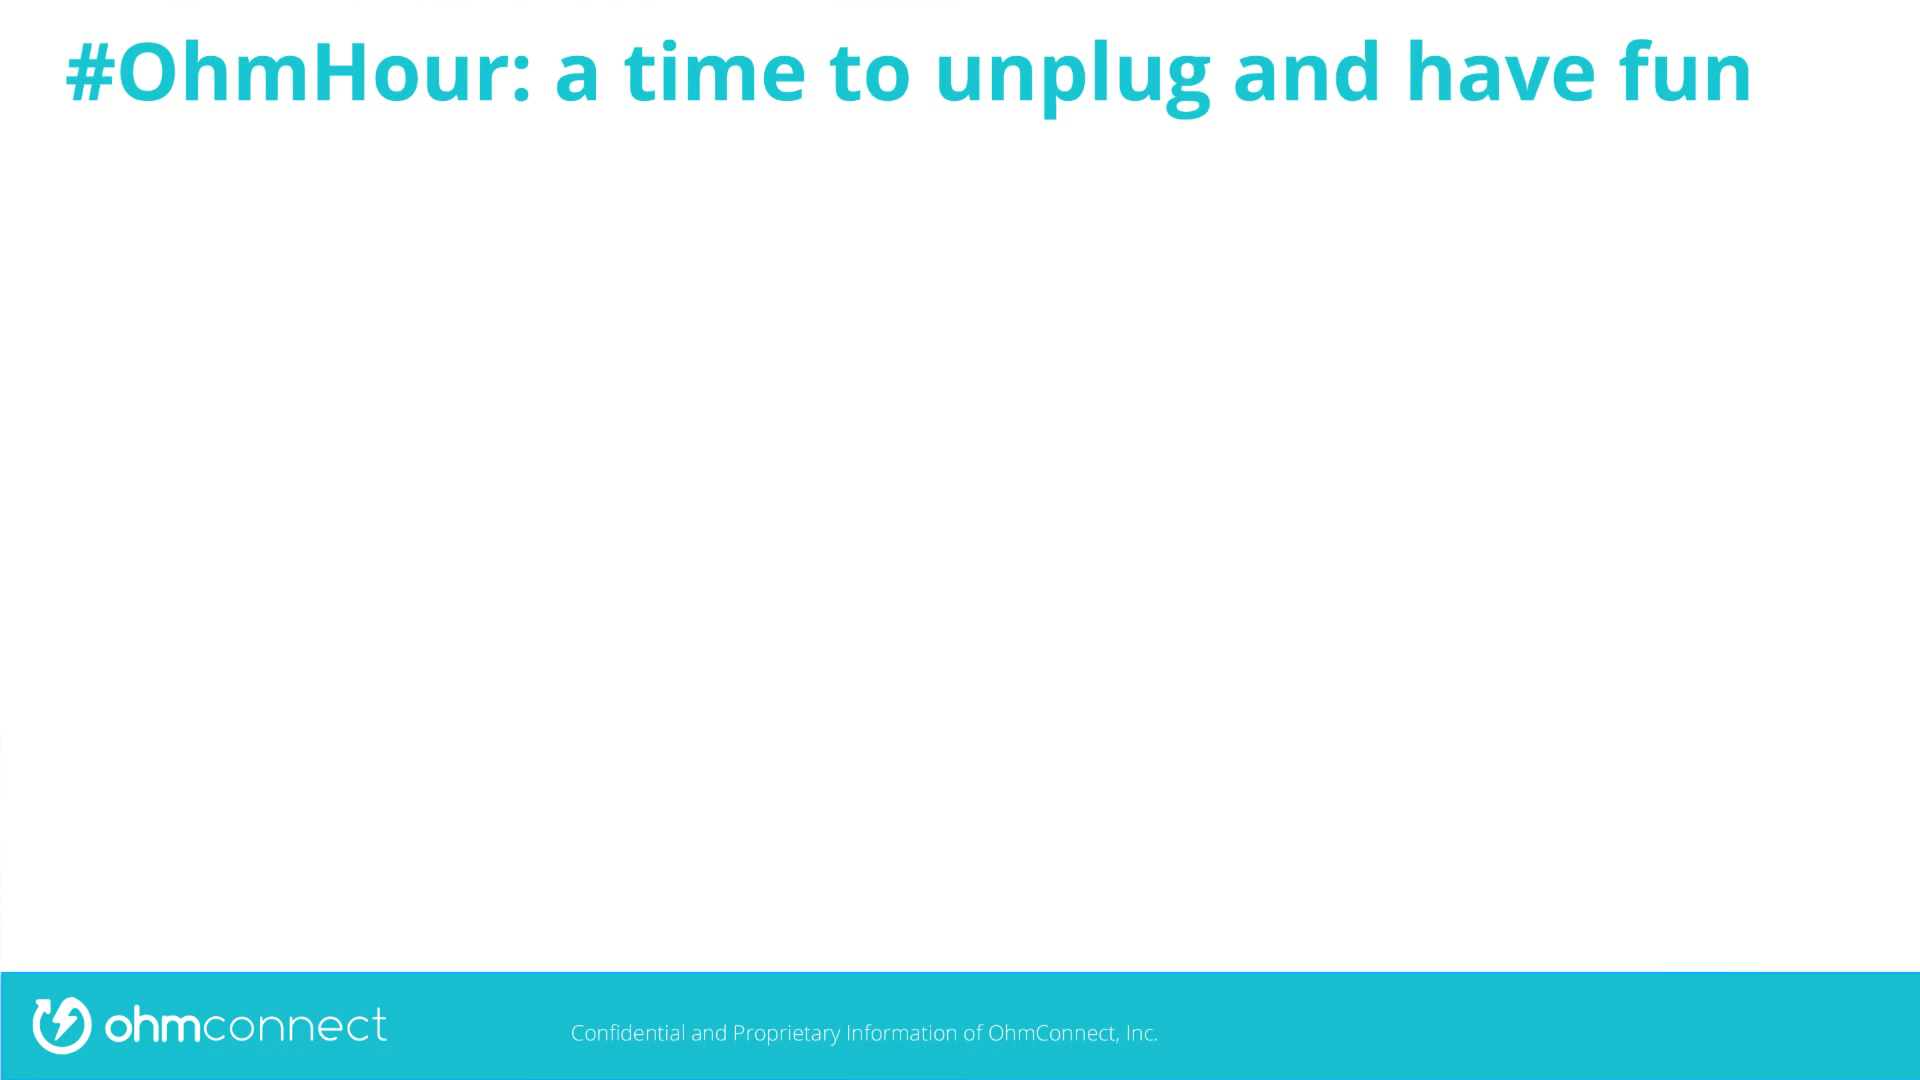 #OhmHour: a time to unplug and have fun
ohmconnect
Confidential and Proprietary Information of OhmConnect, Inc.